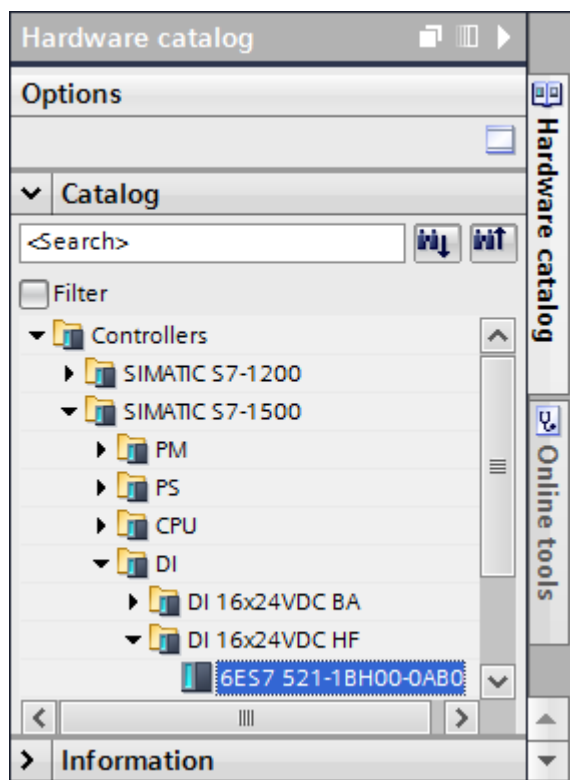 Hardware catalog
Options
Catalog
<Search>
Filter
Controllers
SIMATIC S7-1200
SIMATIC S7-1500
PM
PS
CPU
DI
DI 16x24VDC BA
DI 16x24VDC HF
6ES7 521-1BH00-0AB0
Information
Hardware catalog
Online tools